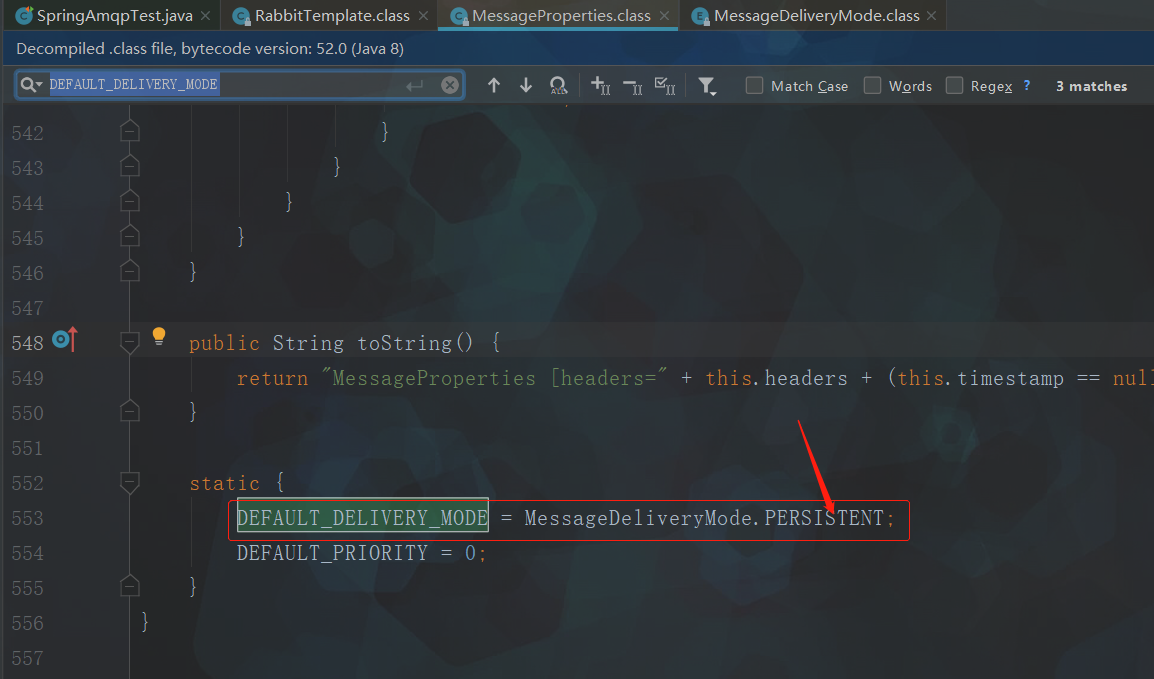 SpringAmqpTest.java RabbitTemplate.class MessageProperties.class MessageDeliveryMode.class
Decompiled .class file, bytecode version: 52.0 (Java 8)
DEFAULT_DELIVERY_MODE Match Case Words Regex ? 3 matches
542 }
543 }
544 }
545 }
546 }
547
548 public String toString() {
549 return "MessageProperties [headers=" + this.headers + (this.timestamp == null
550 }
551
552 static {
553 DEFAULT_DELIVERY_MODE = MessageDeliveryMode.PERSISTENT;
554 DEFAULT_PRIORITY = 0;
555 }
556 }
557